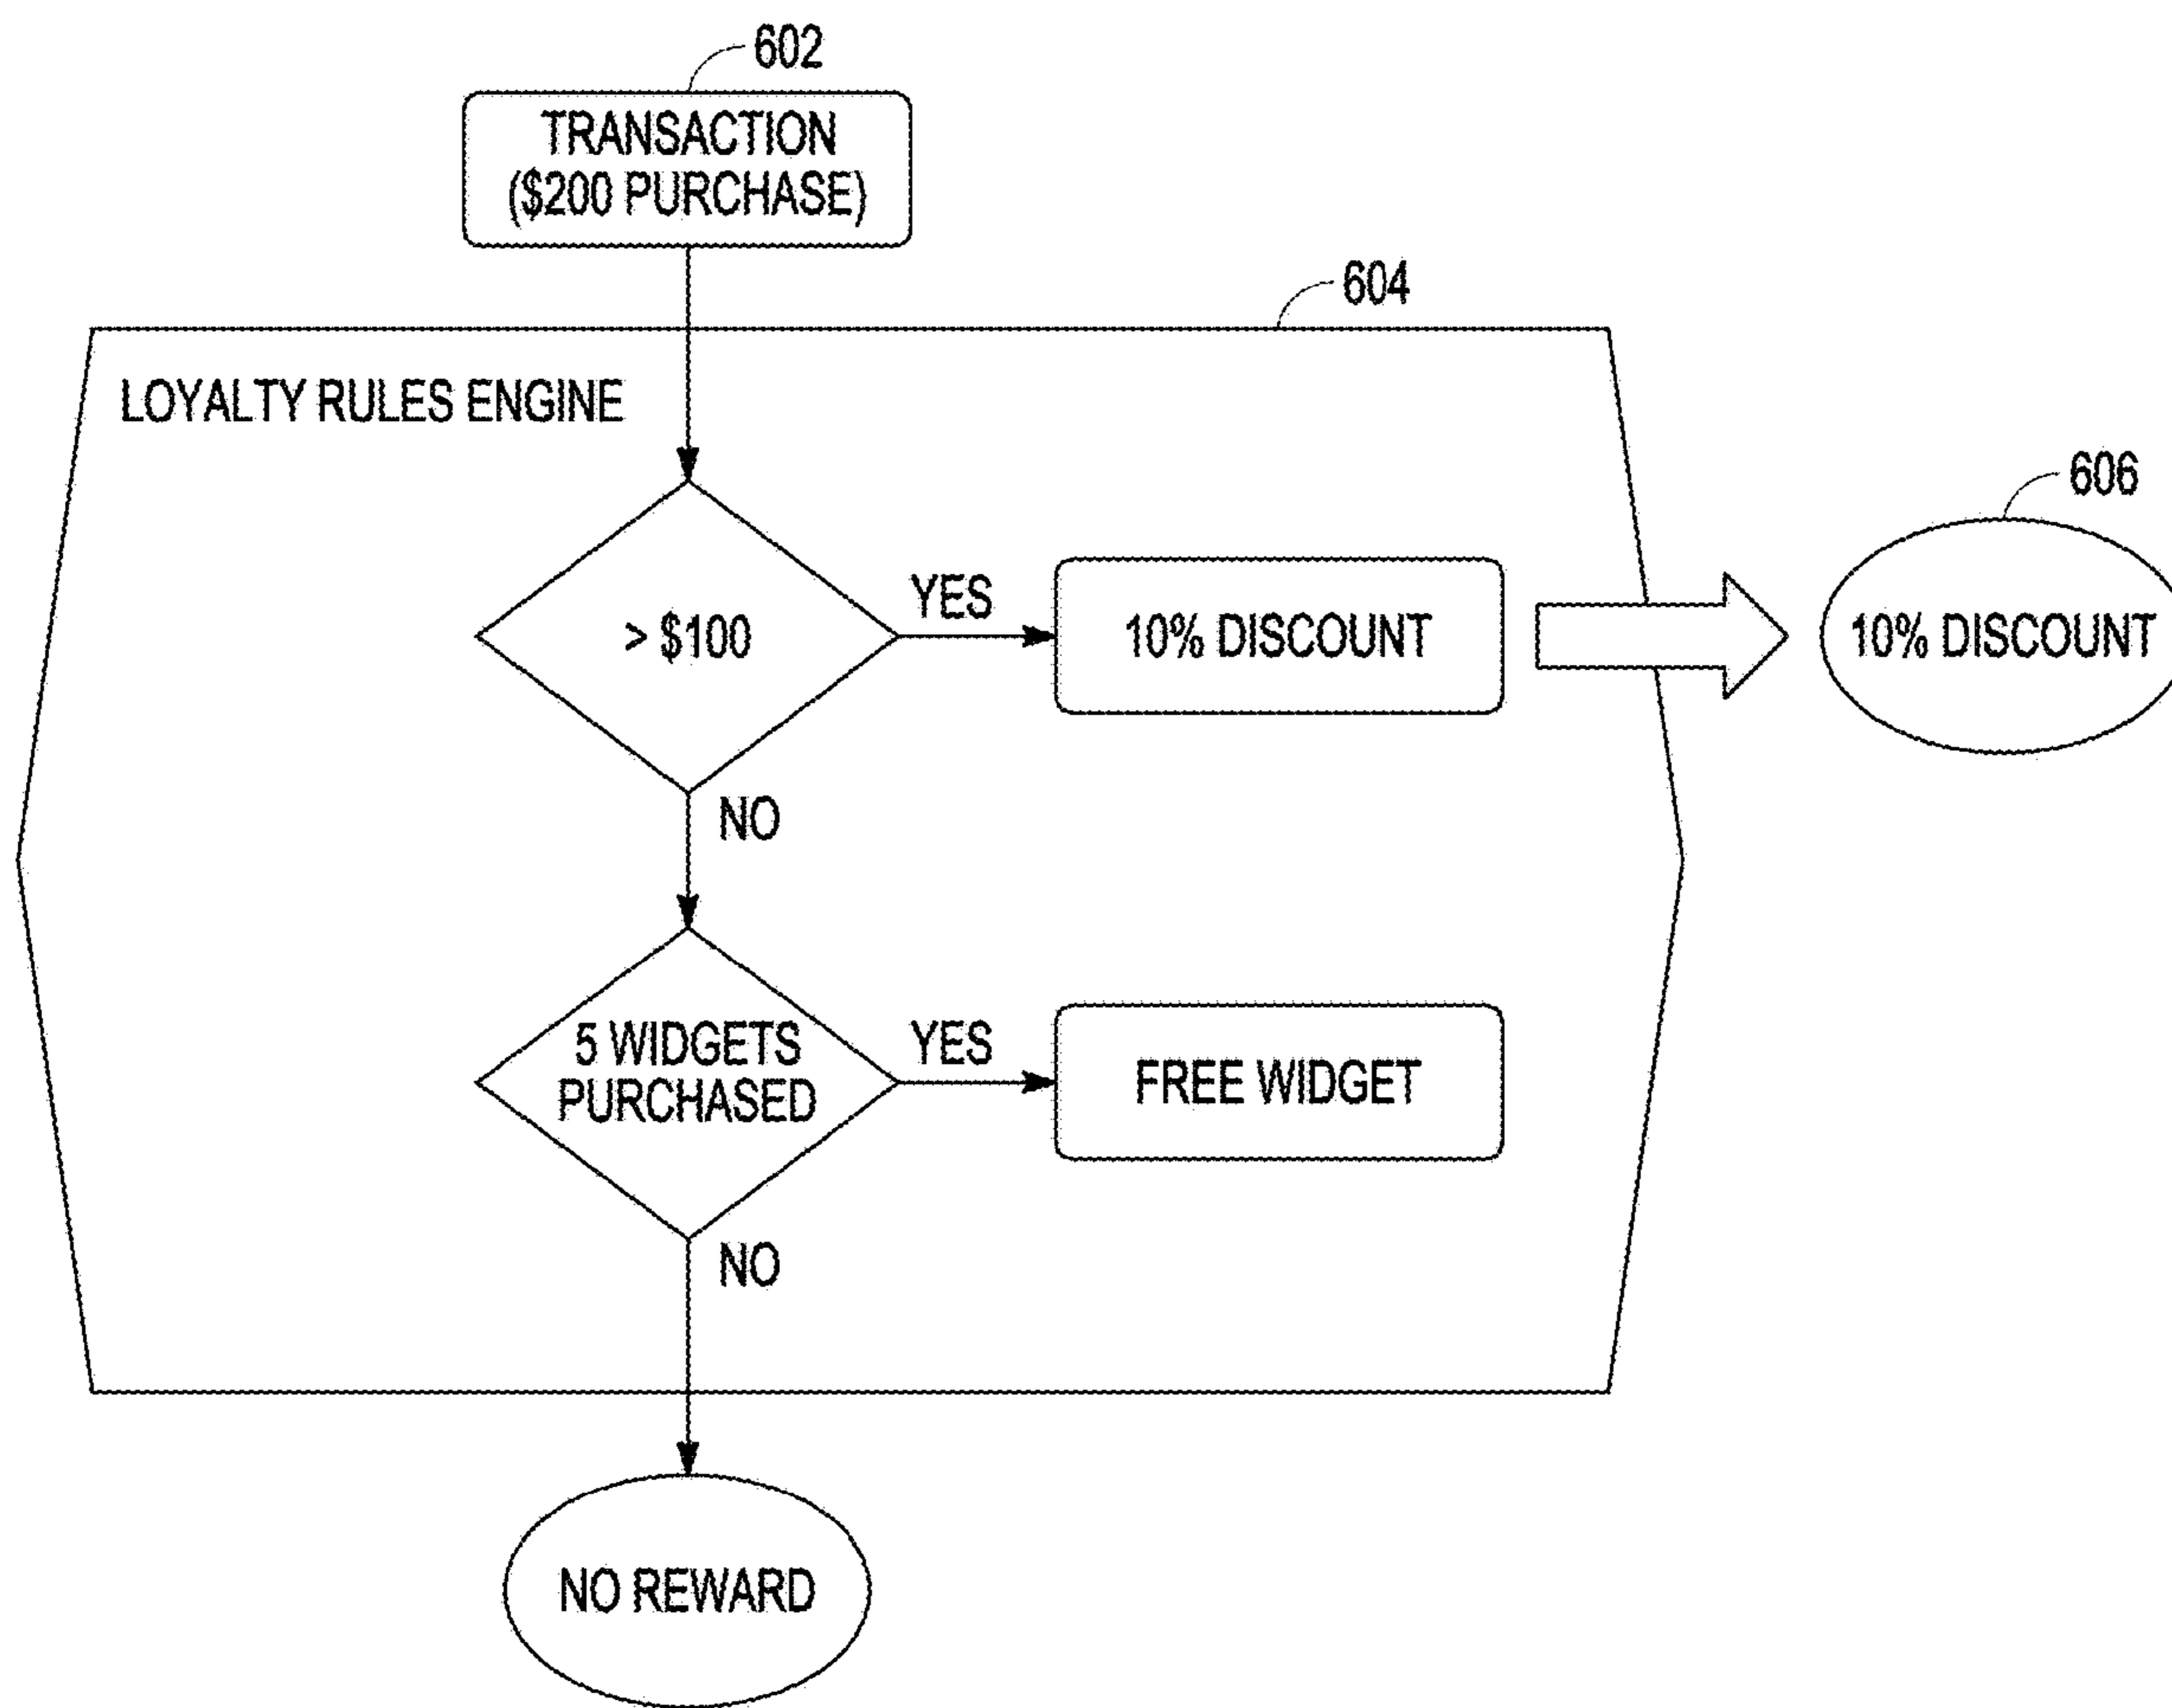 602
TRANSACTION
($200 PURCHASE)
604
LOYALTY RULES ENGINE
606
> $100
YES
10% DISCOUNT
10% DISCOUNT
NO
5 WIDGETS
PURCHASED
YES
FREE WIDGET
NO
NO REWARD